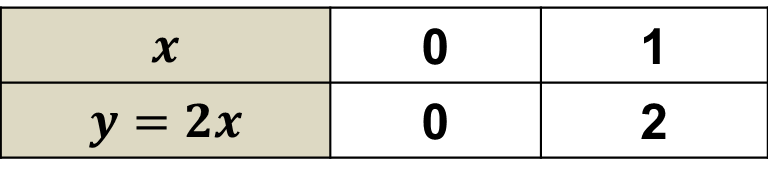 x 0 1
y = 2x 0 2